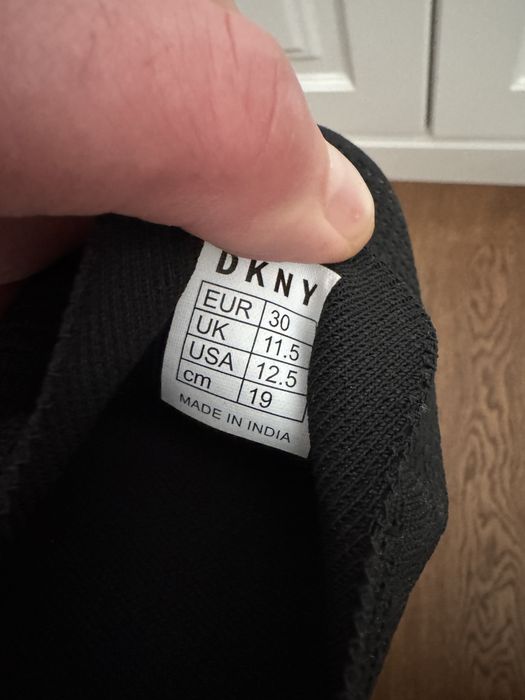 DKNY
EUR 30
UK 11.5
USA 12.5
cm 19
MADE IN INDIA